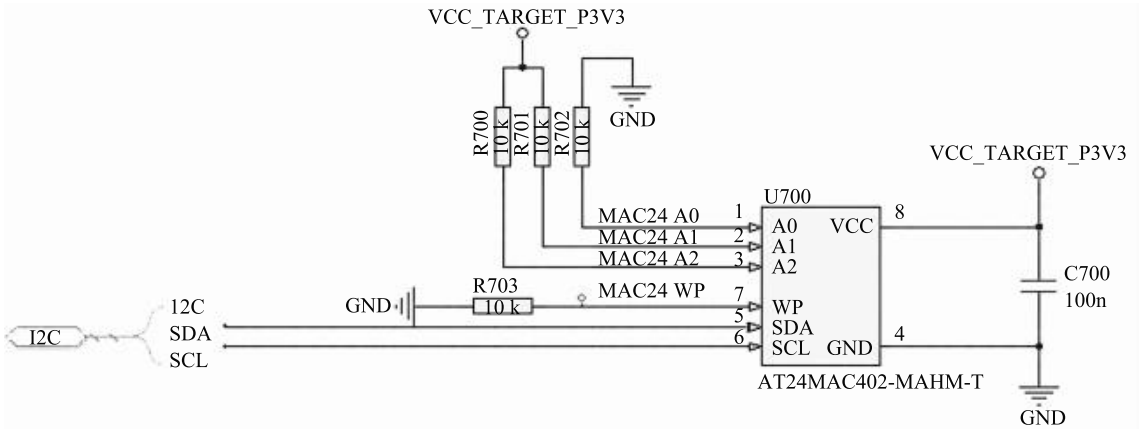 VCC_TARGET_P3V3
R700
10 k
R701
10 k
R702
10 k
GND
VCC_TARGET_P3V3
U700
MAC24 A0 1 A0 VCC 8
MAC24 A1 2 A1
MAC24 A2 3 A2
C700
100n
R703
10 k
GND
MAC24 WP 7 WP
I2C
I2C
SDA 5 SDA
SCL 6 SCL GND 4
AT24MAC402-MAHM-T
GND